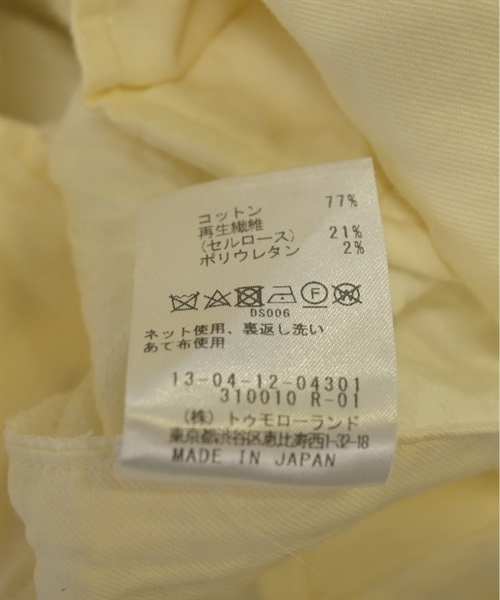 コットン 77%
再生繊維
(セルロース) 21%
ポリウレタン 2%
F W
DS006
ネット使用、裏返し洗い
あて布使用
13-04-12-04301
310010 R-01
(株) トゥモローランド
東京都渋谷区恵比寿西1-32-18
MADE IN JAPAN